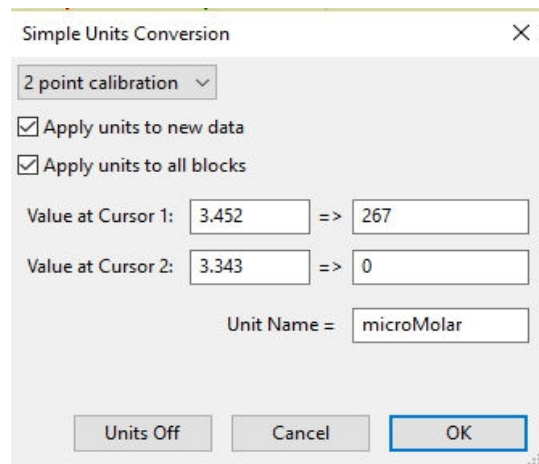 Simple Units Conversion
2 point calibration
Apply units to new data
Apply units to all blocks
Value at Cursor 1: 3.452 => 267
Value at Cursor 2: 3.343 => 0
Unit Name = microMolar
Units Off Cancel OK